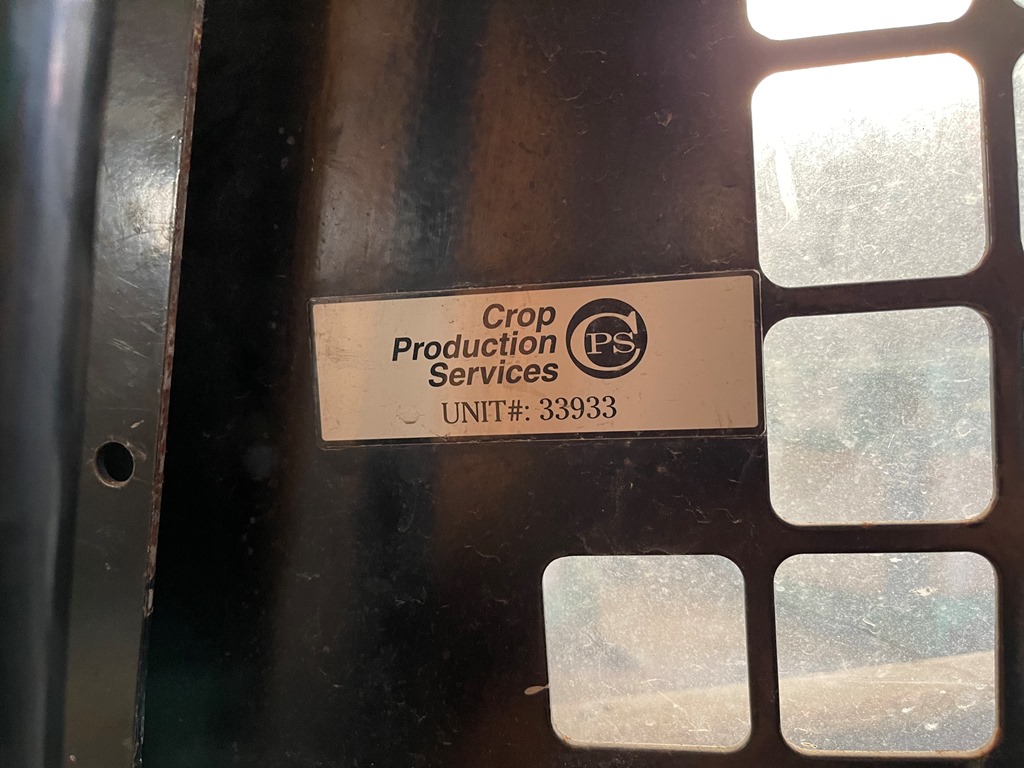 Crop
Production
Services
CPS
UNIT#: 33933